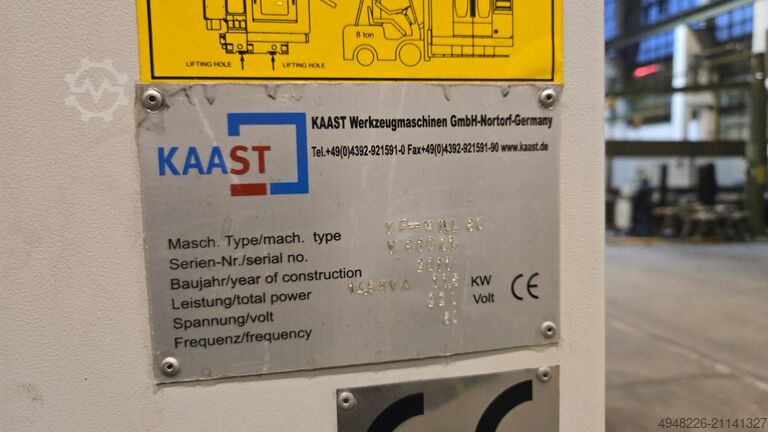 8 ton
LIFTING HOLE
LIFTING HOLE
KAAST
KAAST Werkzeugmaschinen GmbH-Nortorf-Germany
Tel.+49(0)4392-921591-0 Fax+49(0)4392-921591-90 www.kaast.de
Masch. Type/mach. type
Serien-Nr./serial no.
Baujahr/year of construction
Leistung/total power KW
Spannung/volt Volt
Frequenz/frequency
CE
CE
4948226-21141327